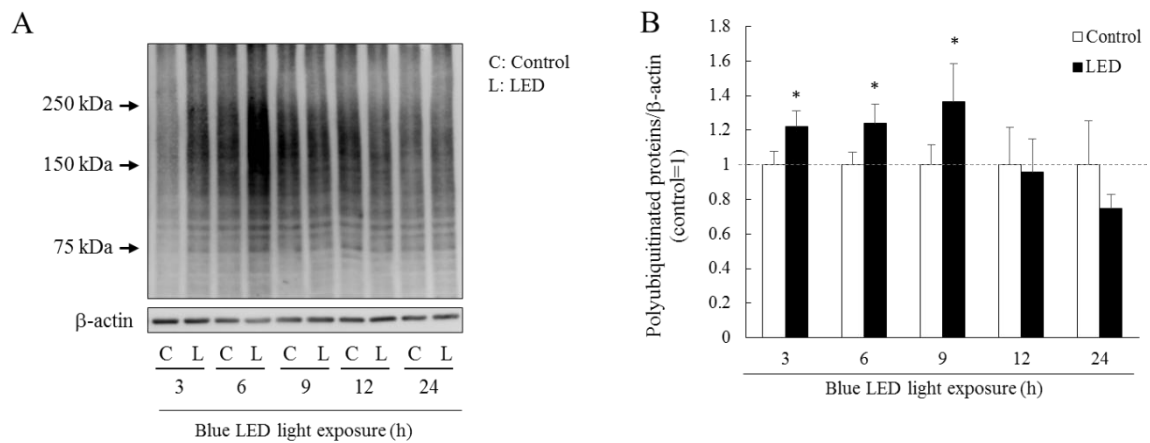 A
C: Control
L: LED
250 kDa
150 kDa
75 kDa
β-actin
C L C L C L C L C L
3 6 9 12 24
Blue LED light exposure (h)
B
Polyubiquitinated proteins/β-actin
(control=1)
1.8
1.6
1.4
1.2
1
0.8
0.6
0.4
0.2
0
* * *
Control
LED
3 6 9 12 24
Blue LED light exposure (h)